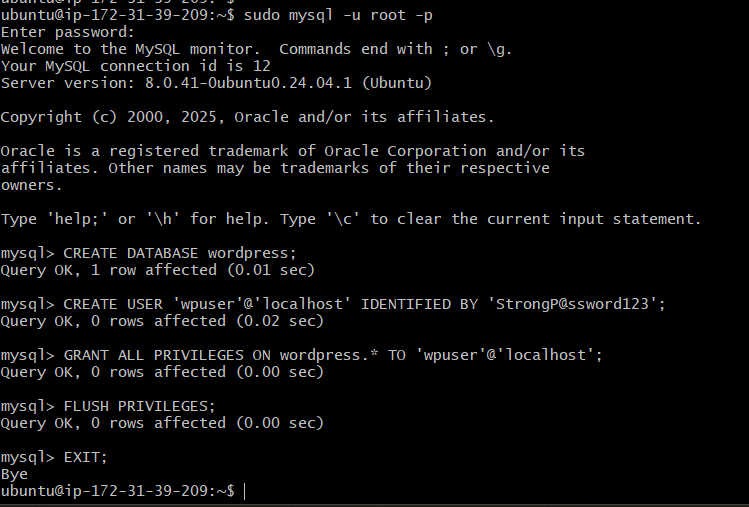 ubuntu@ip-172-31-39-209:~$ sudo mysql -u root -p
Enter password:
Welcome to the MySQL monitor.  Commands end with ; or \g.
Your MySQL connection id is 12
Server version: 8.0.41-0ubuntu0.24.04.1 (Ubuntu)

Copyright (c) 2000, 2025, Oracle and/or its affiliates.

Oracle is a registered trademark of Oracle Corporation and/or its
affiliates. Other names may be trademarks of their respective
owners.

Type 'help;' or '\h' for help. Type '\c' to clear the current input statement.

mysql> CREATE DATABASE wordpress;
Query OK, 1 row affected (0.01 sec)

mysql> CREATE USER 'wpuser'@'localhost' IDENTIFIED BY 'StrongP@ssword123';
Query OK, 0 rows affected (0.02 sec)

mysql> GRANT ALL PRIVILEGES ON wordpress.* TO 'wpuser'@'localhost';
Query OK, 0 rows affected (0.00 sec)

mysql> FLUSH PRIVILEGES;
Query OK, 0 rows affected (0.00 sec)

mysql> EXIT;
Bye
ubuntu@ip-172-31-39-209:~$